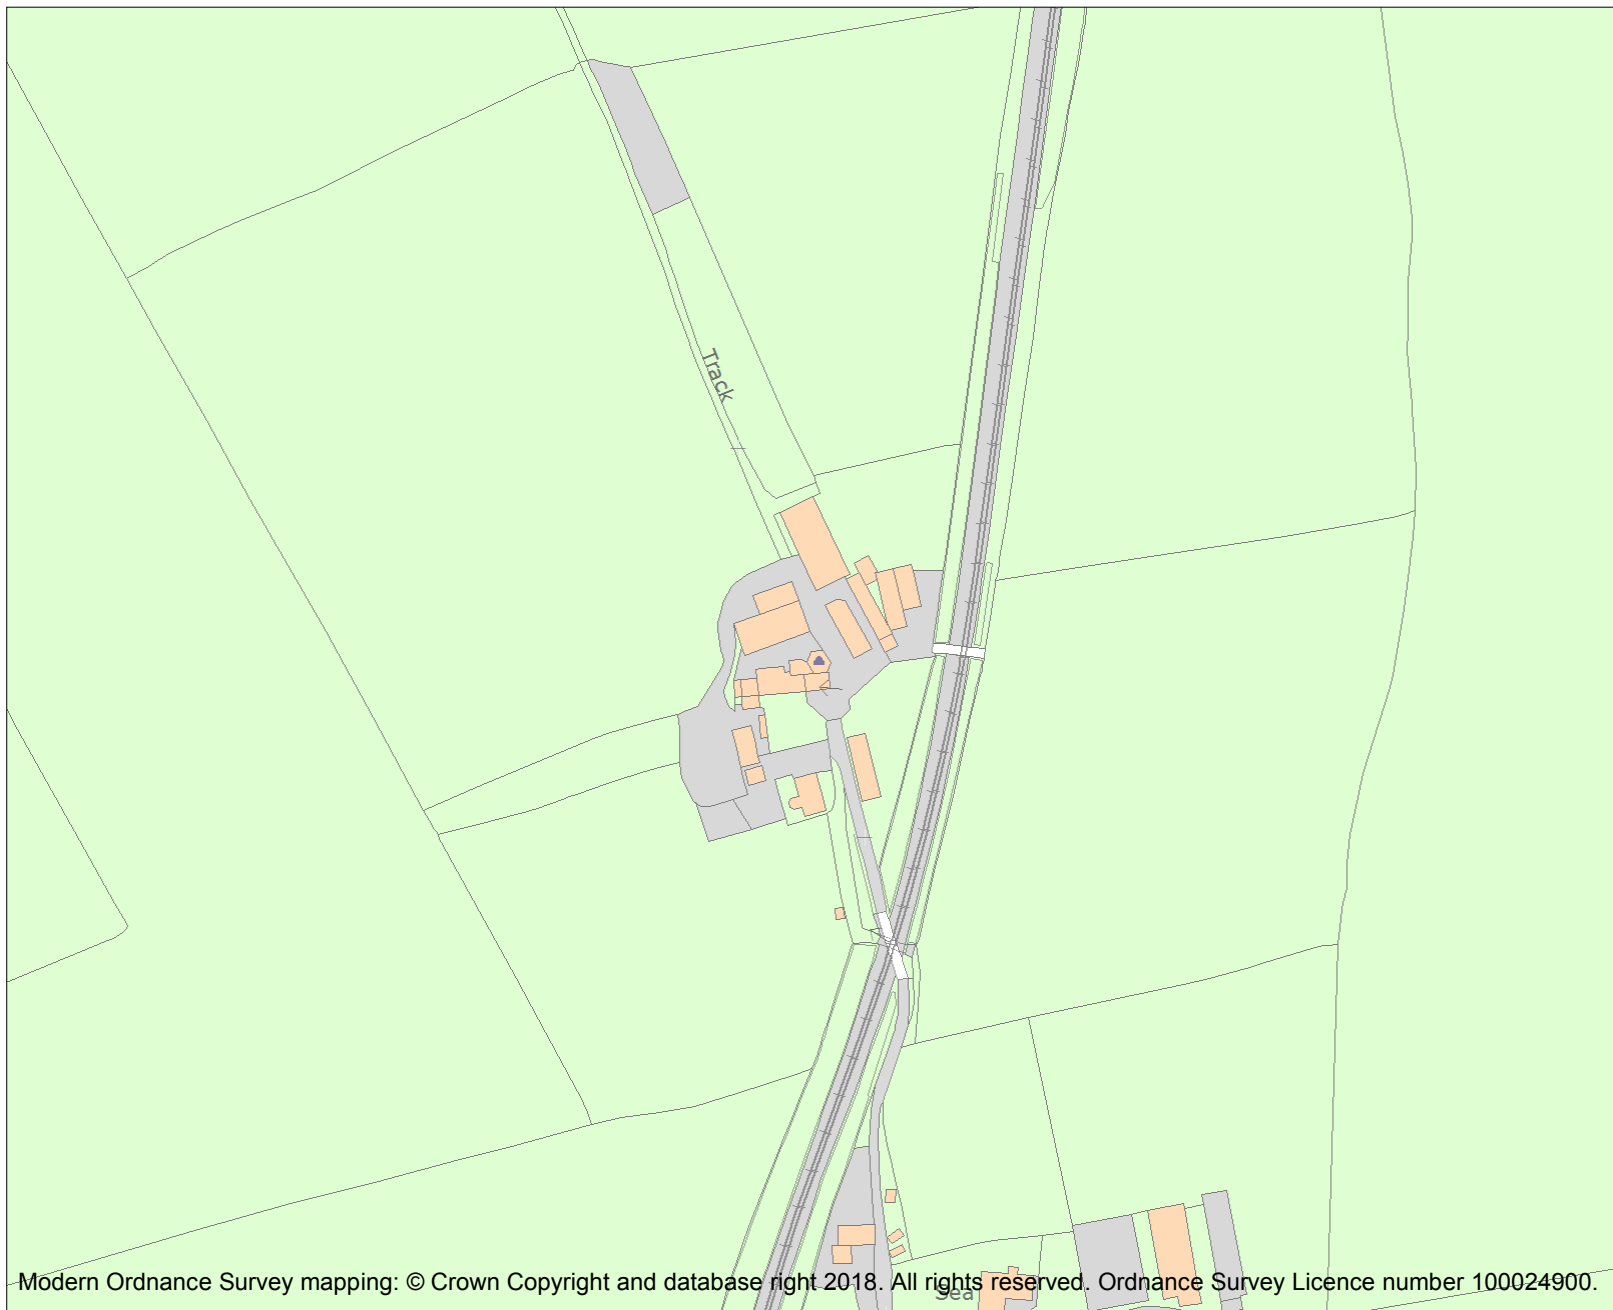 Track
Modern Ordnance Survey mapping: © Crown Copyright and database right 2018. All rights reserved. Ordnance Survey Licence number 100024900.
Sea